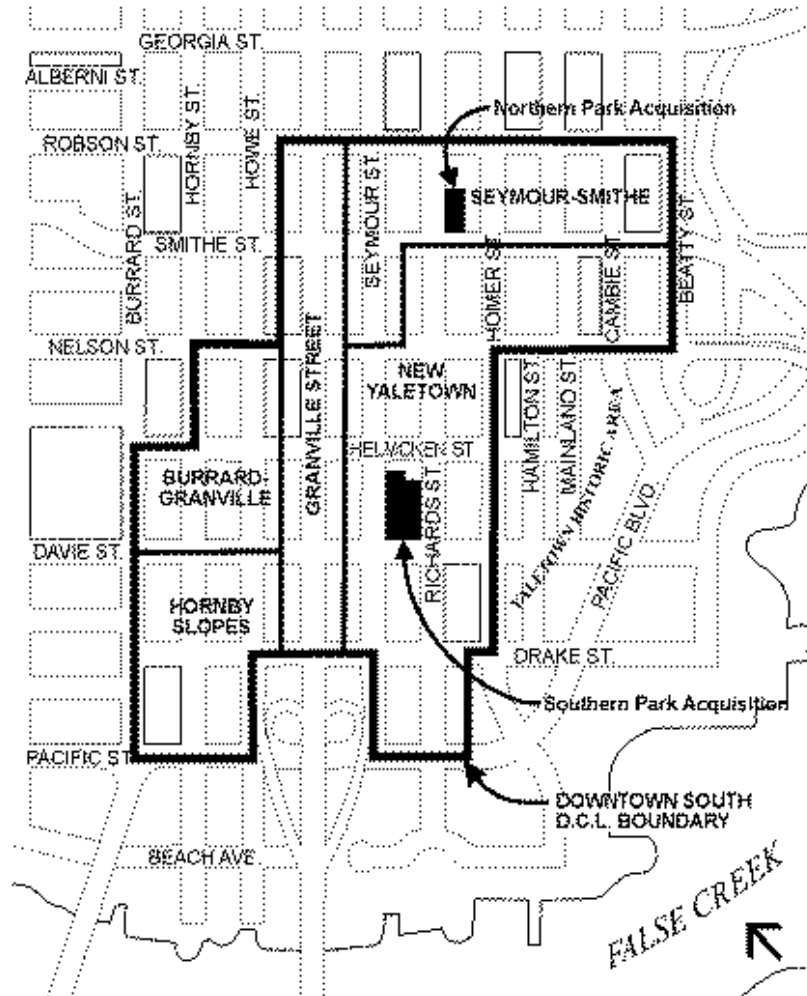 GEORGIA ST.
ALBERNI ST.
Northern Park Acquisition
ROBSON ST.
HORNBY ST.
HOWE ST.
SEYMOUR ST.
SEYMOUR-SMITHE
BURRARD ST.
SMITHE ST.
HOMER ST.
CAMBIE ST.
BEATTY ST.
NELSON ST.
GRANVILLE STREET
NEW
YALETOWN
HAMILTON ST.
MAINLAND ST.
YALETOWN HISTORIC AREA
HELMCKEN ST.
BURRARD-
GRANVILLE
RICHARDS ST.
PACIFIC BLVD
DAVIE ST.
HORNBY
SLOPES
DRAKE ST.
Southern Park Acquisition
PACIFIC ST.
DOWNTOWN SOUTH
D.C.L. BOUNDARY
BEACH AVE.
FALSE CREEK